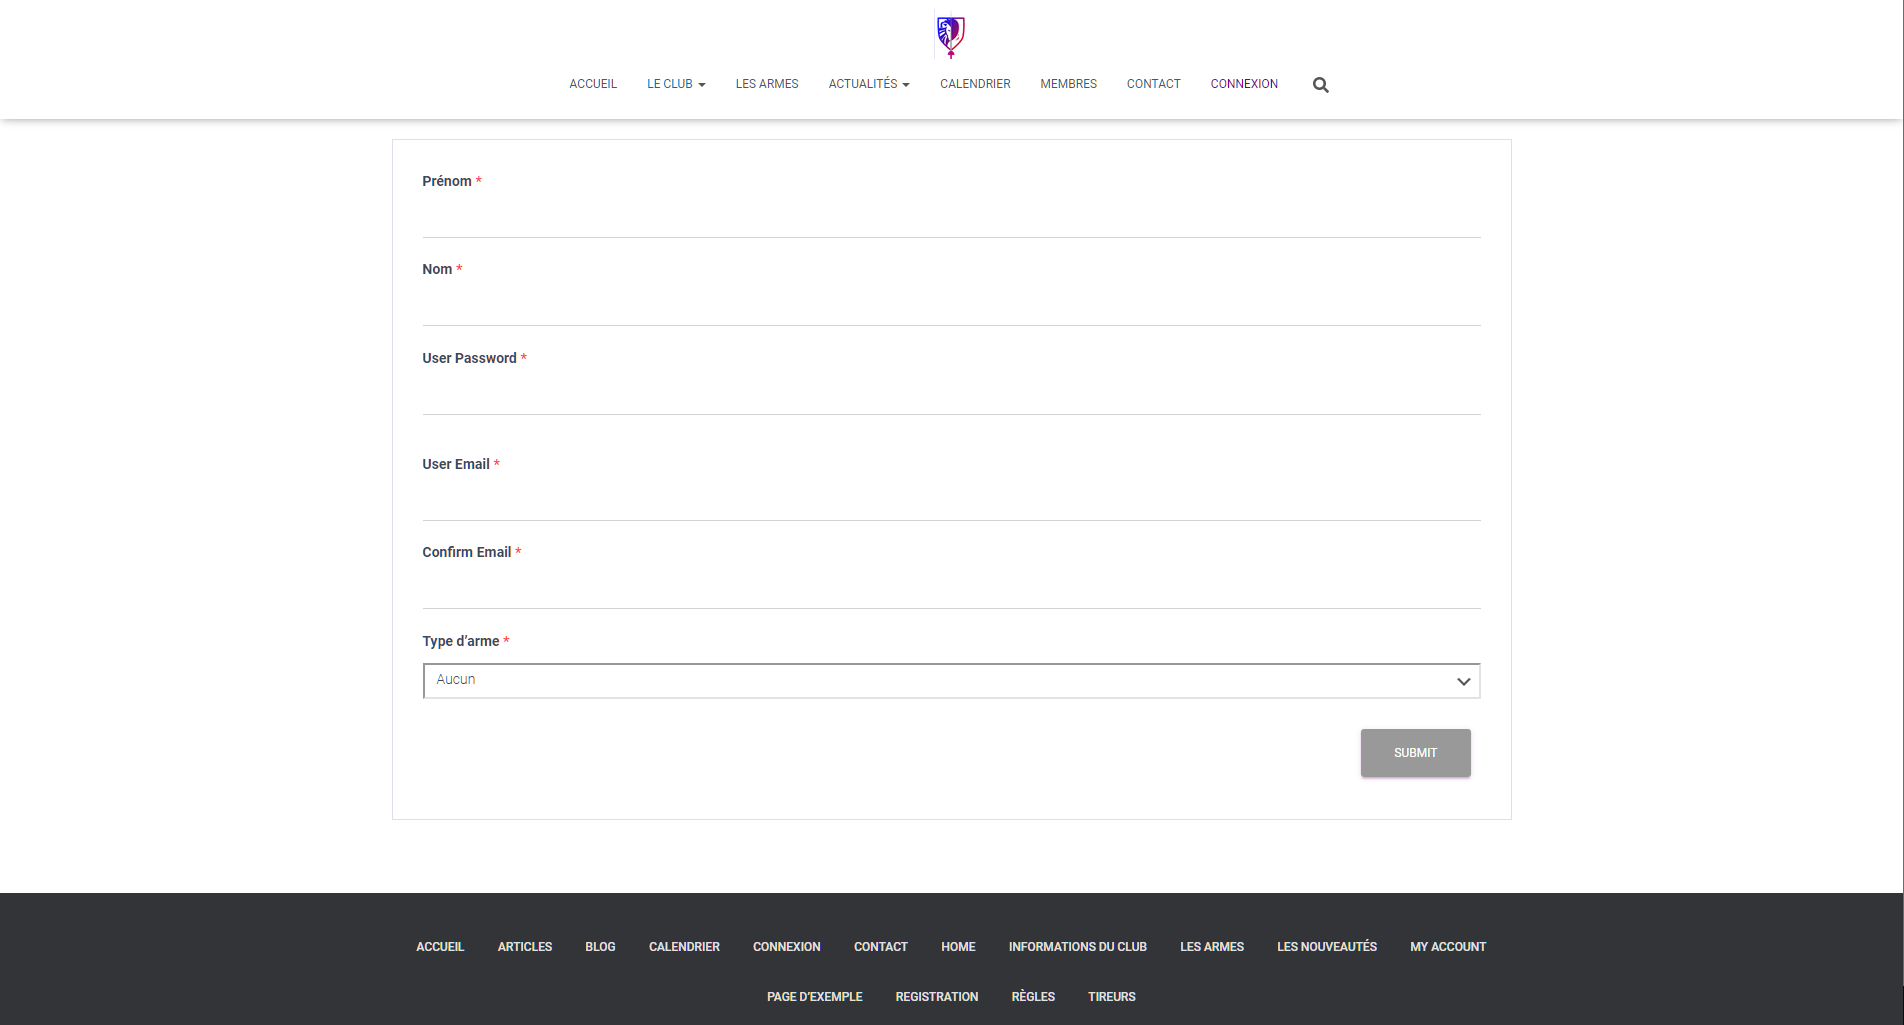 ACCUEIL LE CLUB LES ARMES ACTUALITÉS CALENDRIER MEMBRES CONTACT CONNEXION
Prénom *
Nom *
User Password *
User Email *
Confirm Email *
Type d’arme *
Aucun
SUBMIT
ACCUEIL ARTICLES BLOG CALENDRIER CONNEXION CONTACT HOME INFORMATIONS DU CLUB LES ARMES LES NOUVEAUTÉS MY ACCOUNT
PAGE D’EXEMPLE REGISTRATION RÈGLES TIREURS